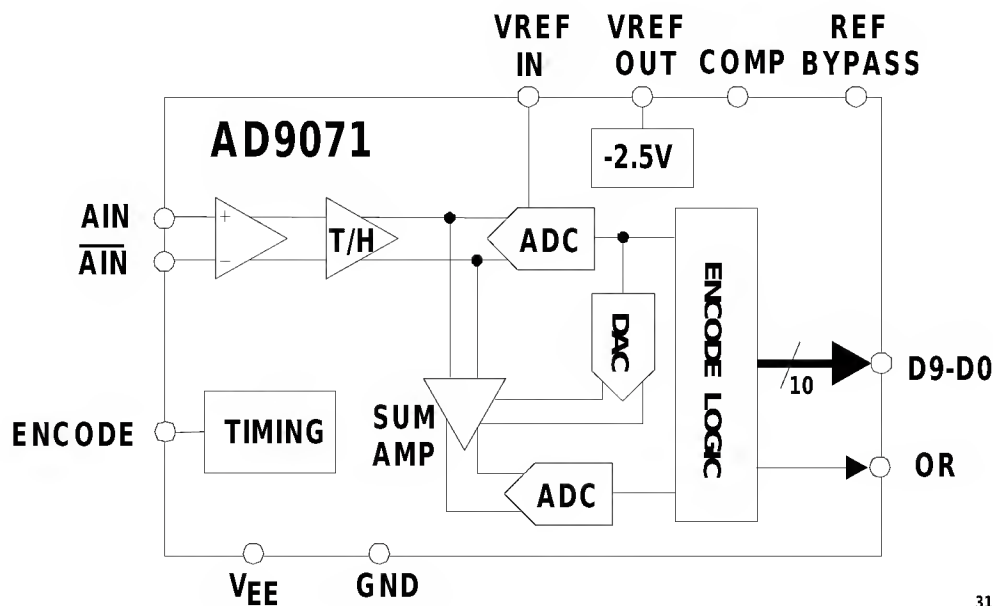 VREF IN
VREF OUT
COMP
REF BYPASS
AD9071
-2.5V
AIN
+
T/H
ADC
A̅I̅N̅
−
DAC
ENCODE LOGIC
10
D9-D0
ENCODE
TIMING
SUM AMP
ADC
OR
VEE
GND
31